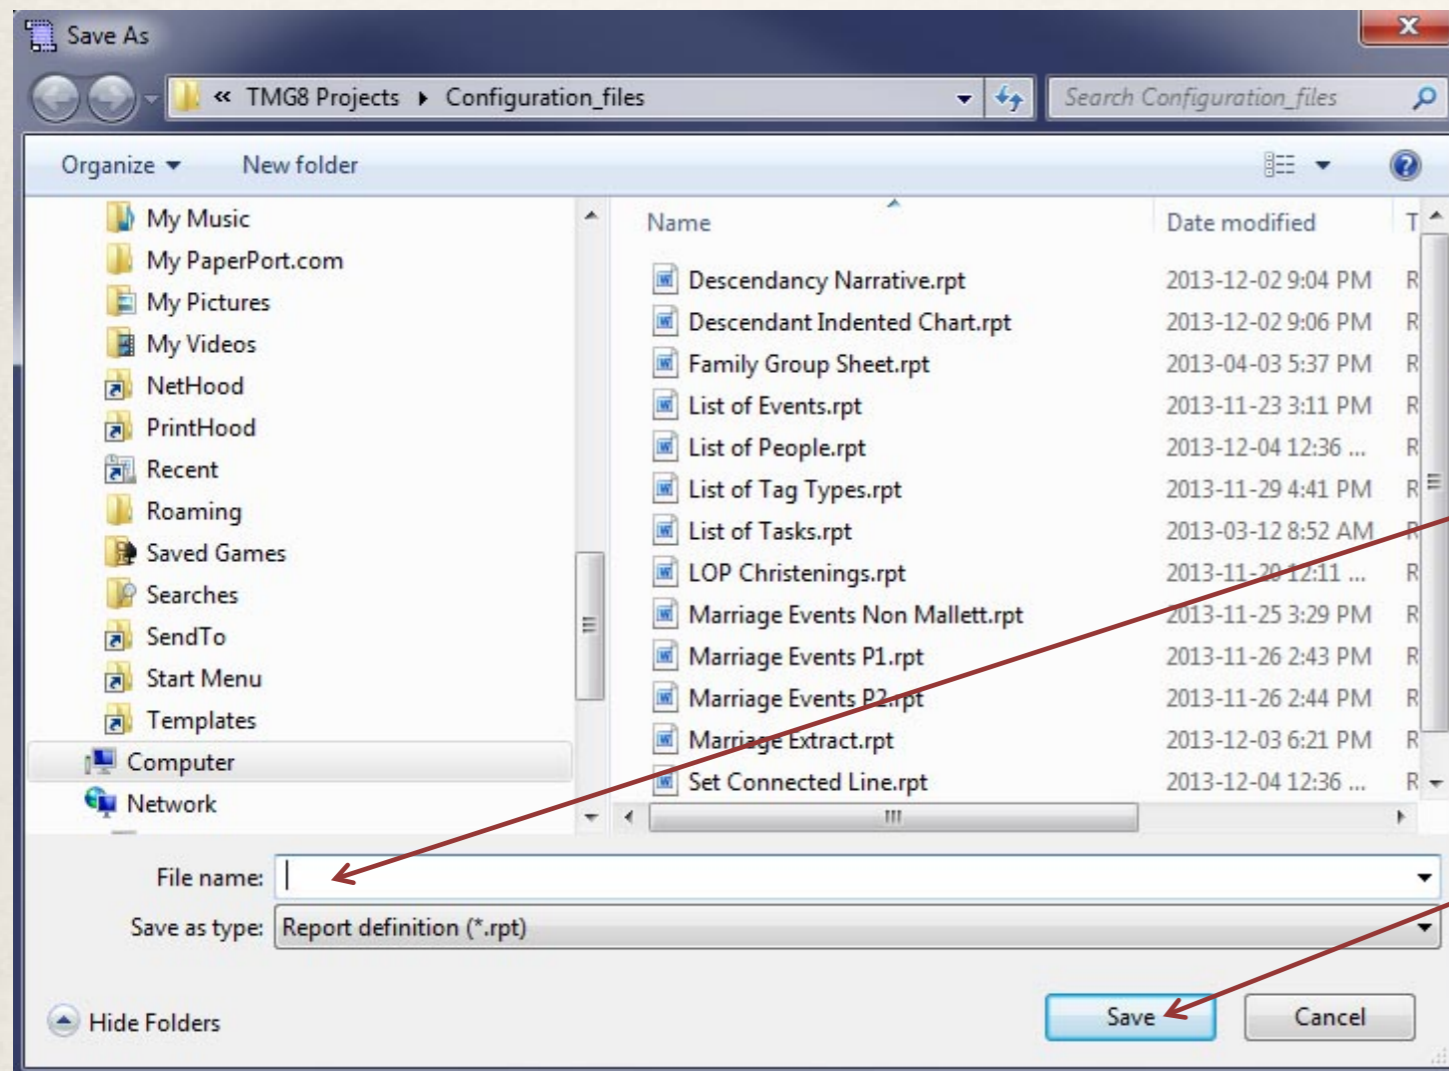 Save As
« TMG8 Projects Configuration_files
Search Configuration_files
Organize New folder
My Music
My PaperPort.com
My Pictures
My Videos
NetHood
PrintHood
Recent
Roaming
Saved Games
Searches
SendTo
Start Menu
Templates
Computer
Network
Name Date modified T
Descendancy Narrative.rpt 2013-12-02 9:04 PM R
Descendant Indented Chart.rpt 2013-12-02 9:06 PM R
Family Group Sheet.rpt 2013-04-03 5:37 PM R
List of Events.rpt 2013-11-23 3:11 PM R
List of People.rpt 2013-12-04 12:36 ... R
List of Tag Types.rpt 2013-11-29 4:41 PM R
List of Tasks.rpt 2013-03-12 8:52 AM R
LOP Christenings.rpt 2013-11-29 12:11 ... R
Marriage Events Non Mallett.rpt 2013-11-25 3:29 PM R
Marriage Events P1.rpt 2013-11-26 2:43 PM R
Marriage Events P2.rpt 2013-11-26 2:44 PM R
Marriage Extract.rpt 2013-12-03 6:21 PM R
Set Connected Line.rpt 2013-12-04 12:36 ... R
File name:
Save as type: Report definition (*.rpt)
Hide Folders
Save Cancel